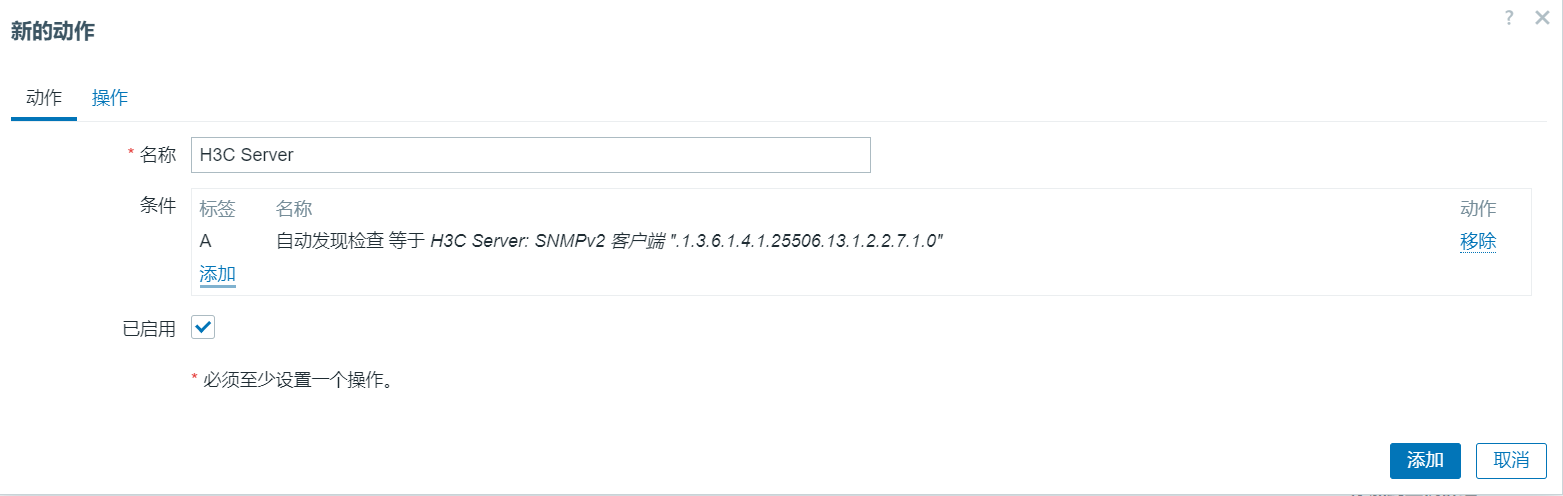 新的动作
?
动作 操作
* 名称 H3C Server
条件 标签 名称 动作
A 自动发现检查 等于 H3C Server: SNMPv2 客户端 ".1.3.6.1.4.1.25506.13.1.2.2.7.1.0" 移除
添加
已启用
* 必须至少设置一个操作。
添加 取消